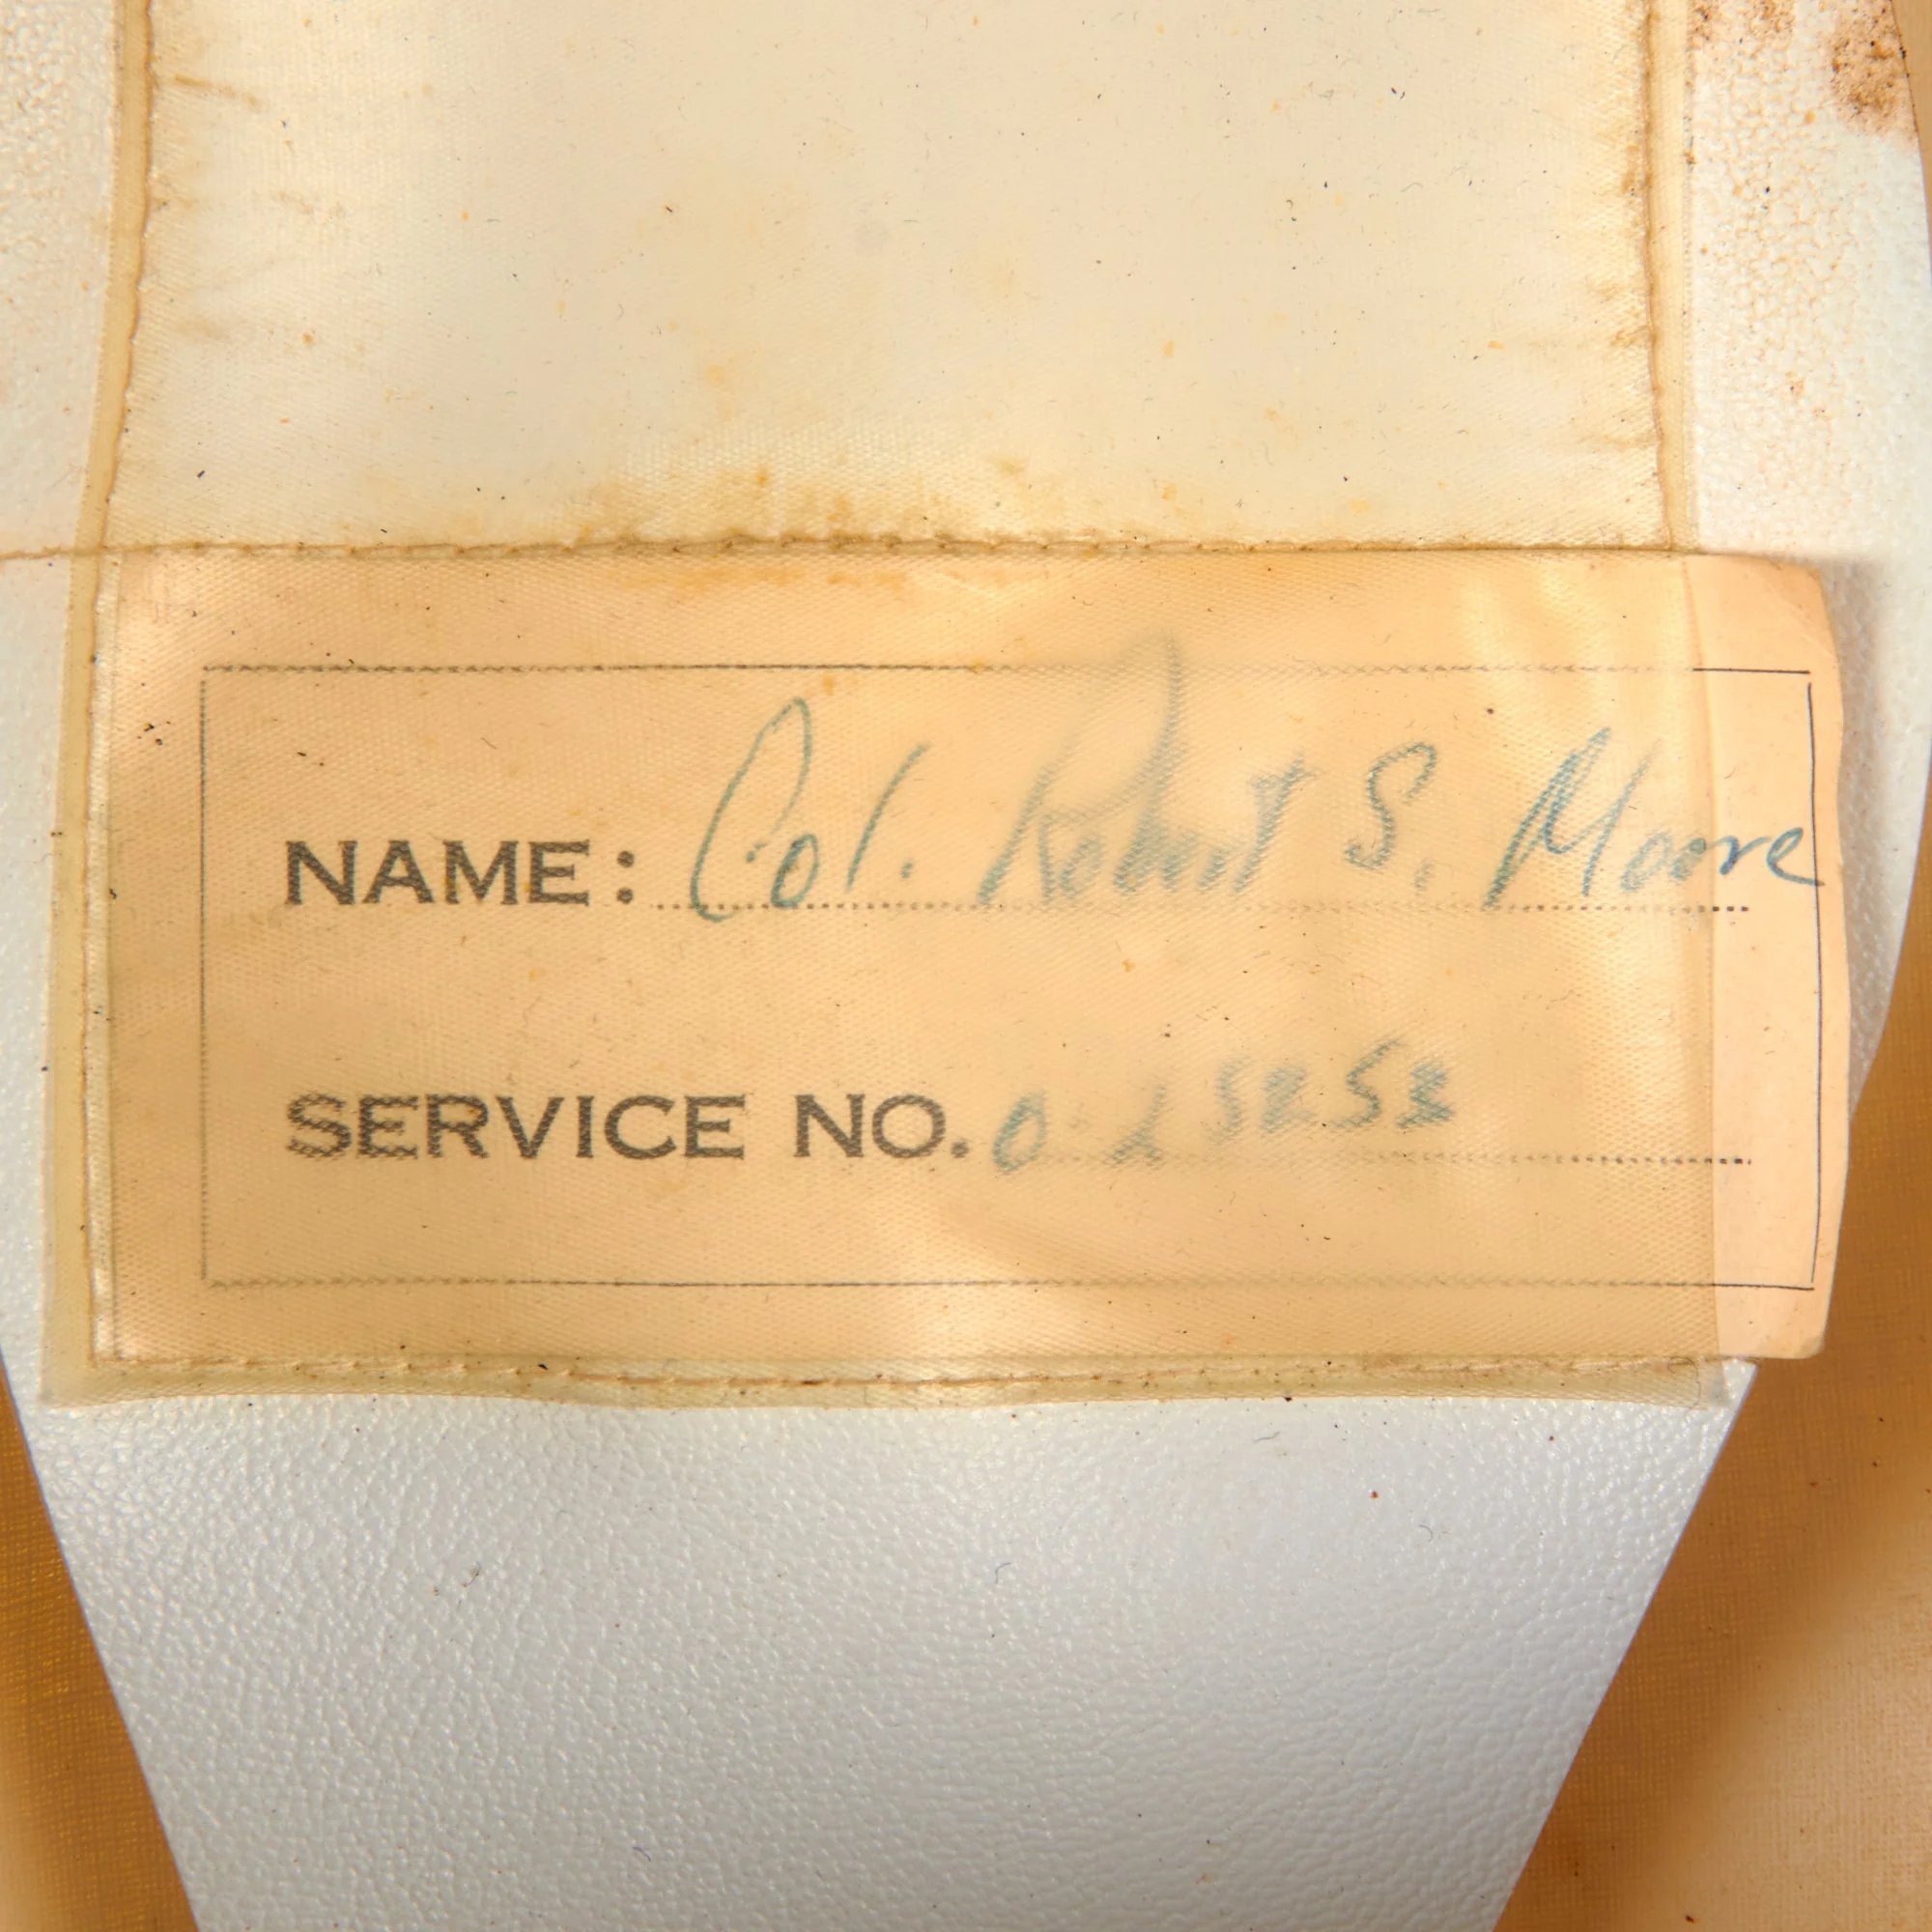 NAME: Col. Robert S. Moore
SERVICE NO.